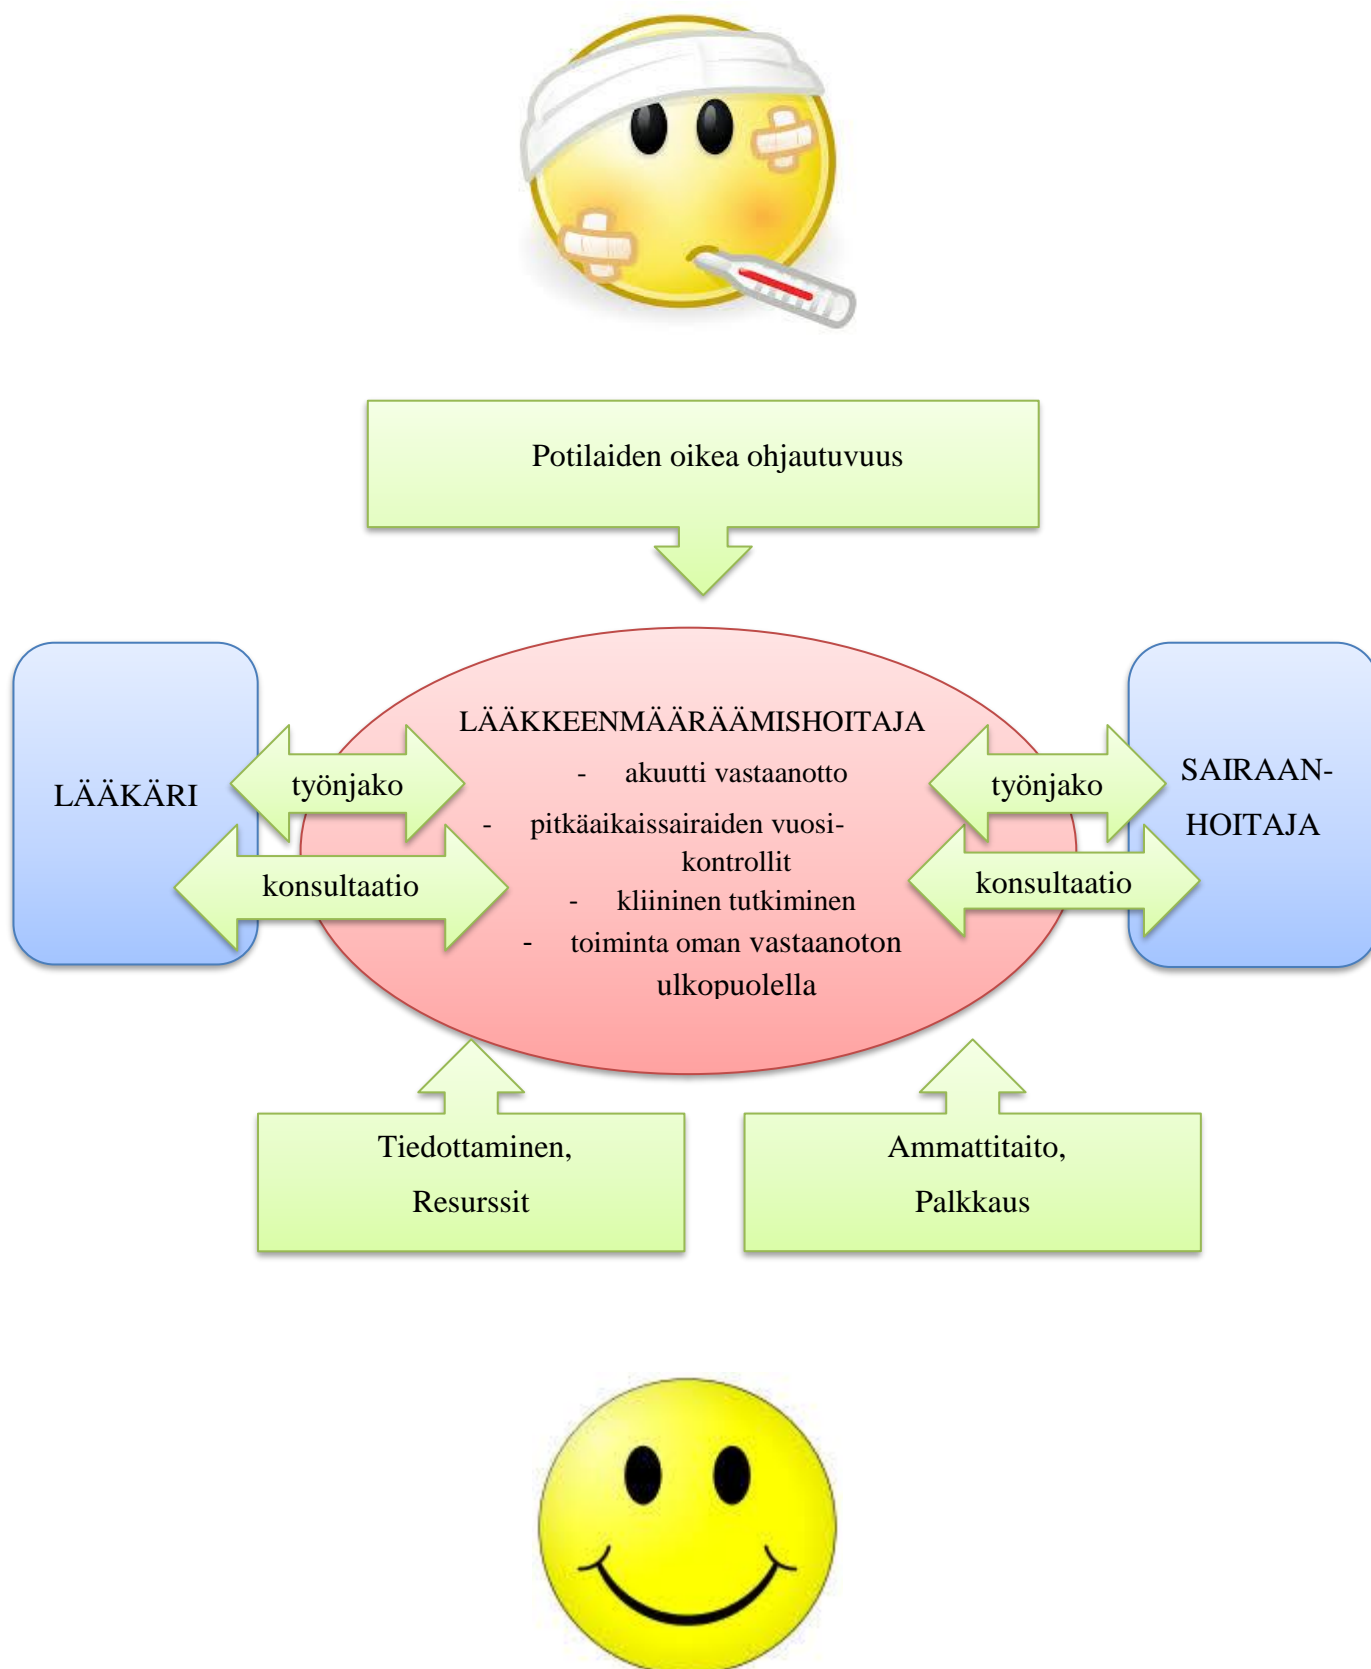 Potilaiden oikea ohjautuvuus
LÄÄKÄRI
työnjako
konsultaatio
LÄÄKKEENMÄÄRÄÄMISHOITAJA
- akuutti vastaanotto
- pitkäaikaissairaiden vuosi-
kontrollit
- kliininen tutkiminen
- toiminta oman vastaanoton
ulkopuolella
työnjako
konsultaatio
SAIRAAN-
HOITAJA
Tiedottaminen,
Resurssit
Ammattitaito,
Palkkaus